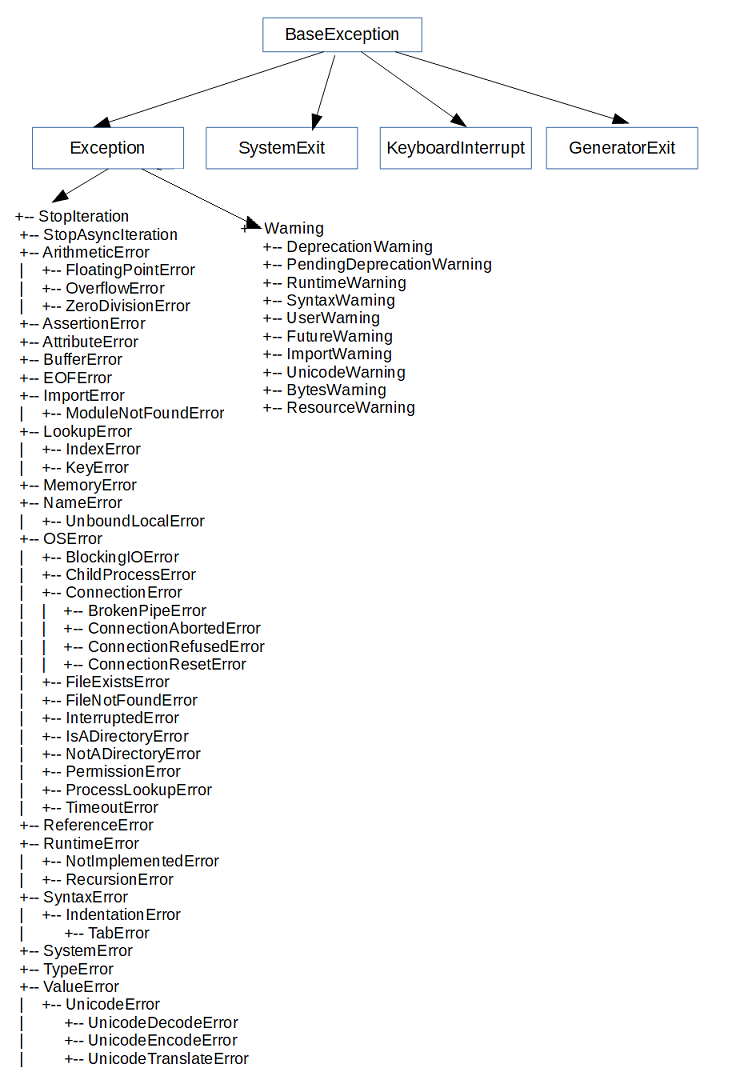 BaseException
Exception
SystemExit
KeyboardInterrupt
GeneratorExit
+-- StopIteration
+-- StopAsyncIteration
+-- ArithmeticError
|    +-- FloatingPointError
|    +-- OverflowError
|    +-- ZeroDivisionError
+-- AssertionError
+-- AttributeError
+-- BufferError
+-- EOFError
+-- ImportError
|    +-- ModuleNotFoundError
+-- LookupError
|    +-- IndexError
|    +-- KeyError
+-- MemoryError
+-- NameError
|    +-- UnboundLocalError
+-- OSError
|    +-- BlockingIOError
|    +-- ChildProcessError
|    +-- ConnectionError
|    |    +-- BrokenPipeError
|    |    +-- ConnectionAbortedError
|    |    +-- ConnectionRefusedError
|    |    +-- ConnectionResetError
|    +-- FileExistsError
|    +-- FileNotFoundError
|    +-- InterruptedError
|    +-- IsADirectoryError
|    +-- NotADirectoryError
|    +-- PermissionError
|    +-- ProcessLookupError
|    +-- TimeoutError
+-- ReferenceError
+-- RuntimeError
|    +-- NotImplementedError
|    +-- RecursionError
+-- SyntaxError
|    +-- IndentationError
|         +-- TabError
+-- SystemError
+-- TypeError
+-- ValueError
|    +-- UnicodeError
|         +-- UnicodeDecodeError
|         +-- UnicodeEncodeError
|         +-- UnicodeTranslateError
+-- Warning
+-- DeprecationWarning
+-- PendingDeprecationWarning
+-- RuntimeWarning
+-- SyntaxWarning
+-- UserWarning
+-- FutureWarning
+-- ImportWarning
+-- UnicodeWarning
+-- BytesWarning
+-- ResourceWarning